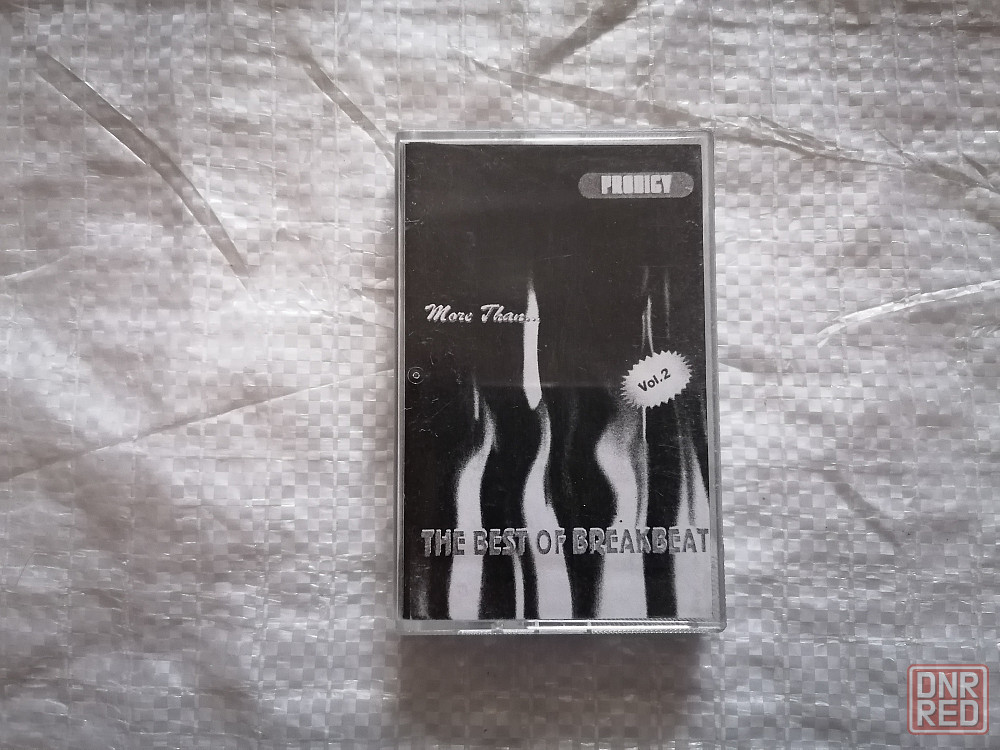 PRODIGY
More Than...
Vol.2
THE BEST OF BREAKBEAT
DNR
RED